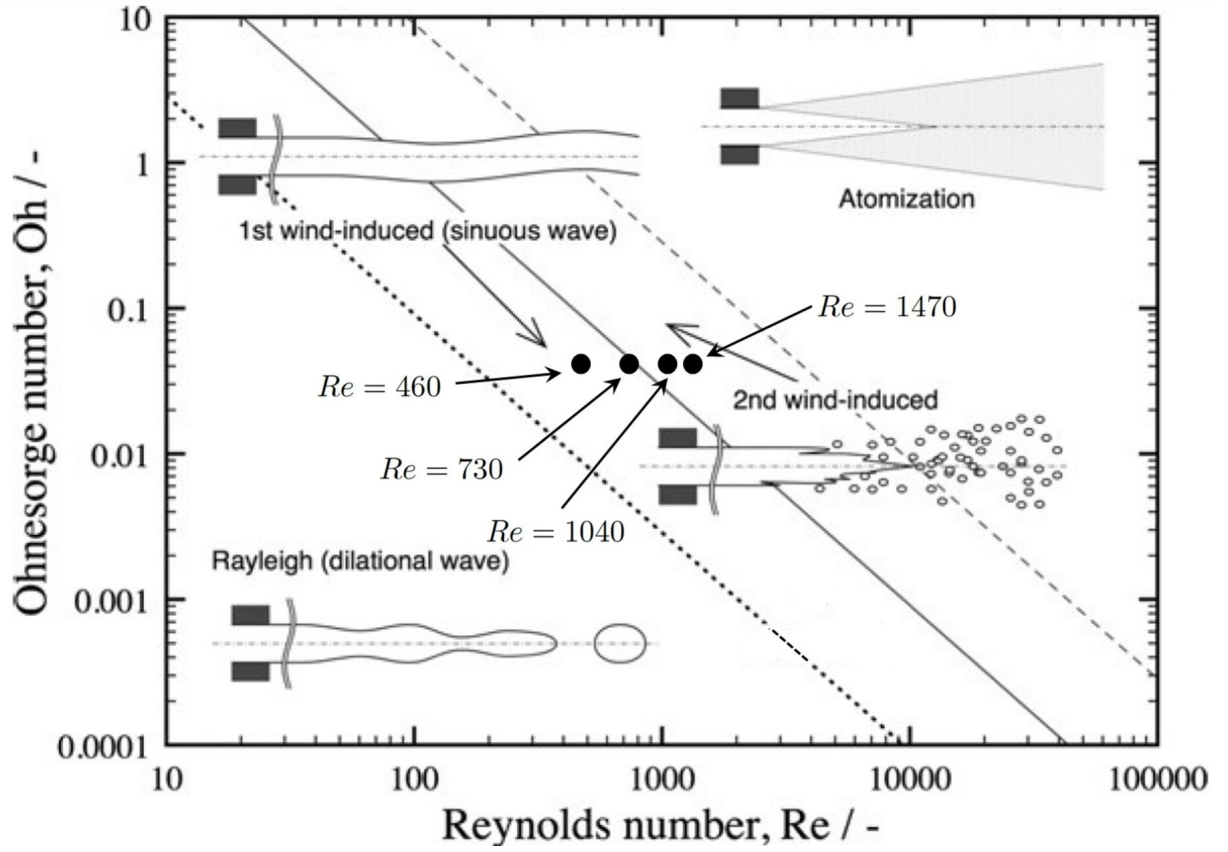 10
1
0.1
0.01
0.001
0.0001
Ohnesorge number, Oh / -
Atomization
1st wind-induced (sinuous wave)
Re = 1470
Re = 460
2nd wind-induced
Re = 730
Re = 1040
Rayleigh (dilational wave)
10 100 1000 10000 100000
Reynolds number, Re / -